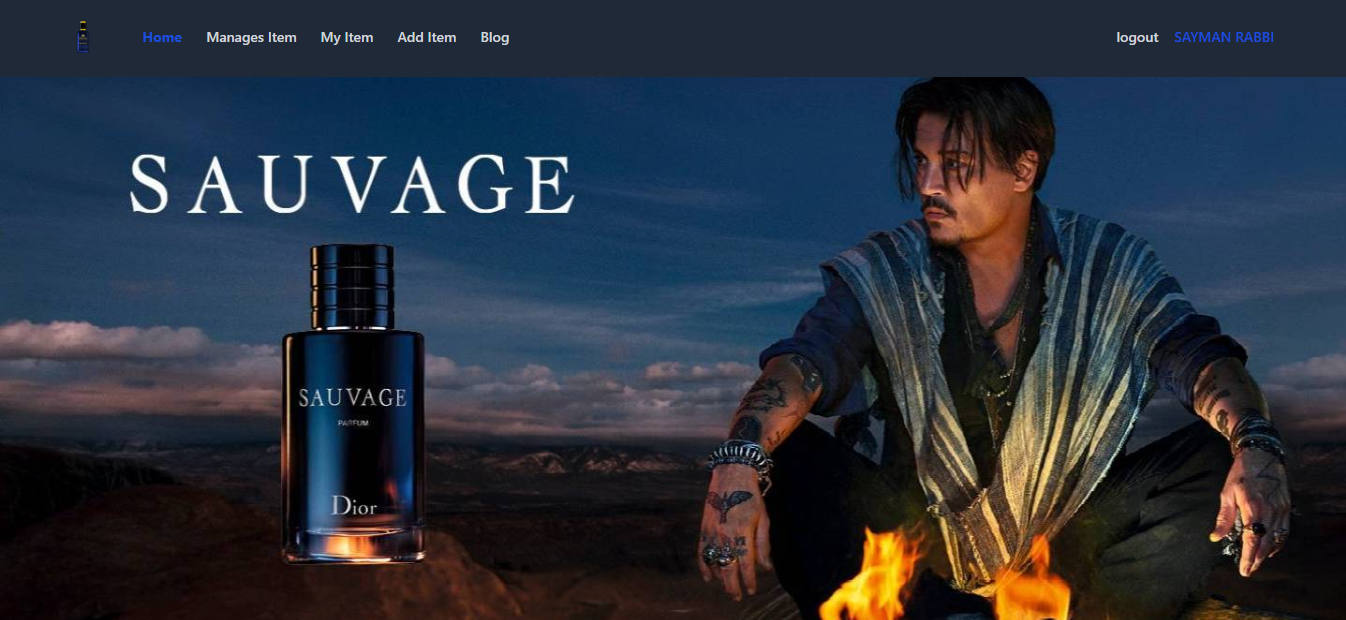 Home Manages Item My Item Add Item Blog logout SAYMAN RABBI
SAUVAGE
SAUVAGE
PARFUM
Dior